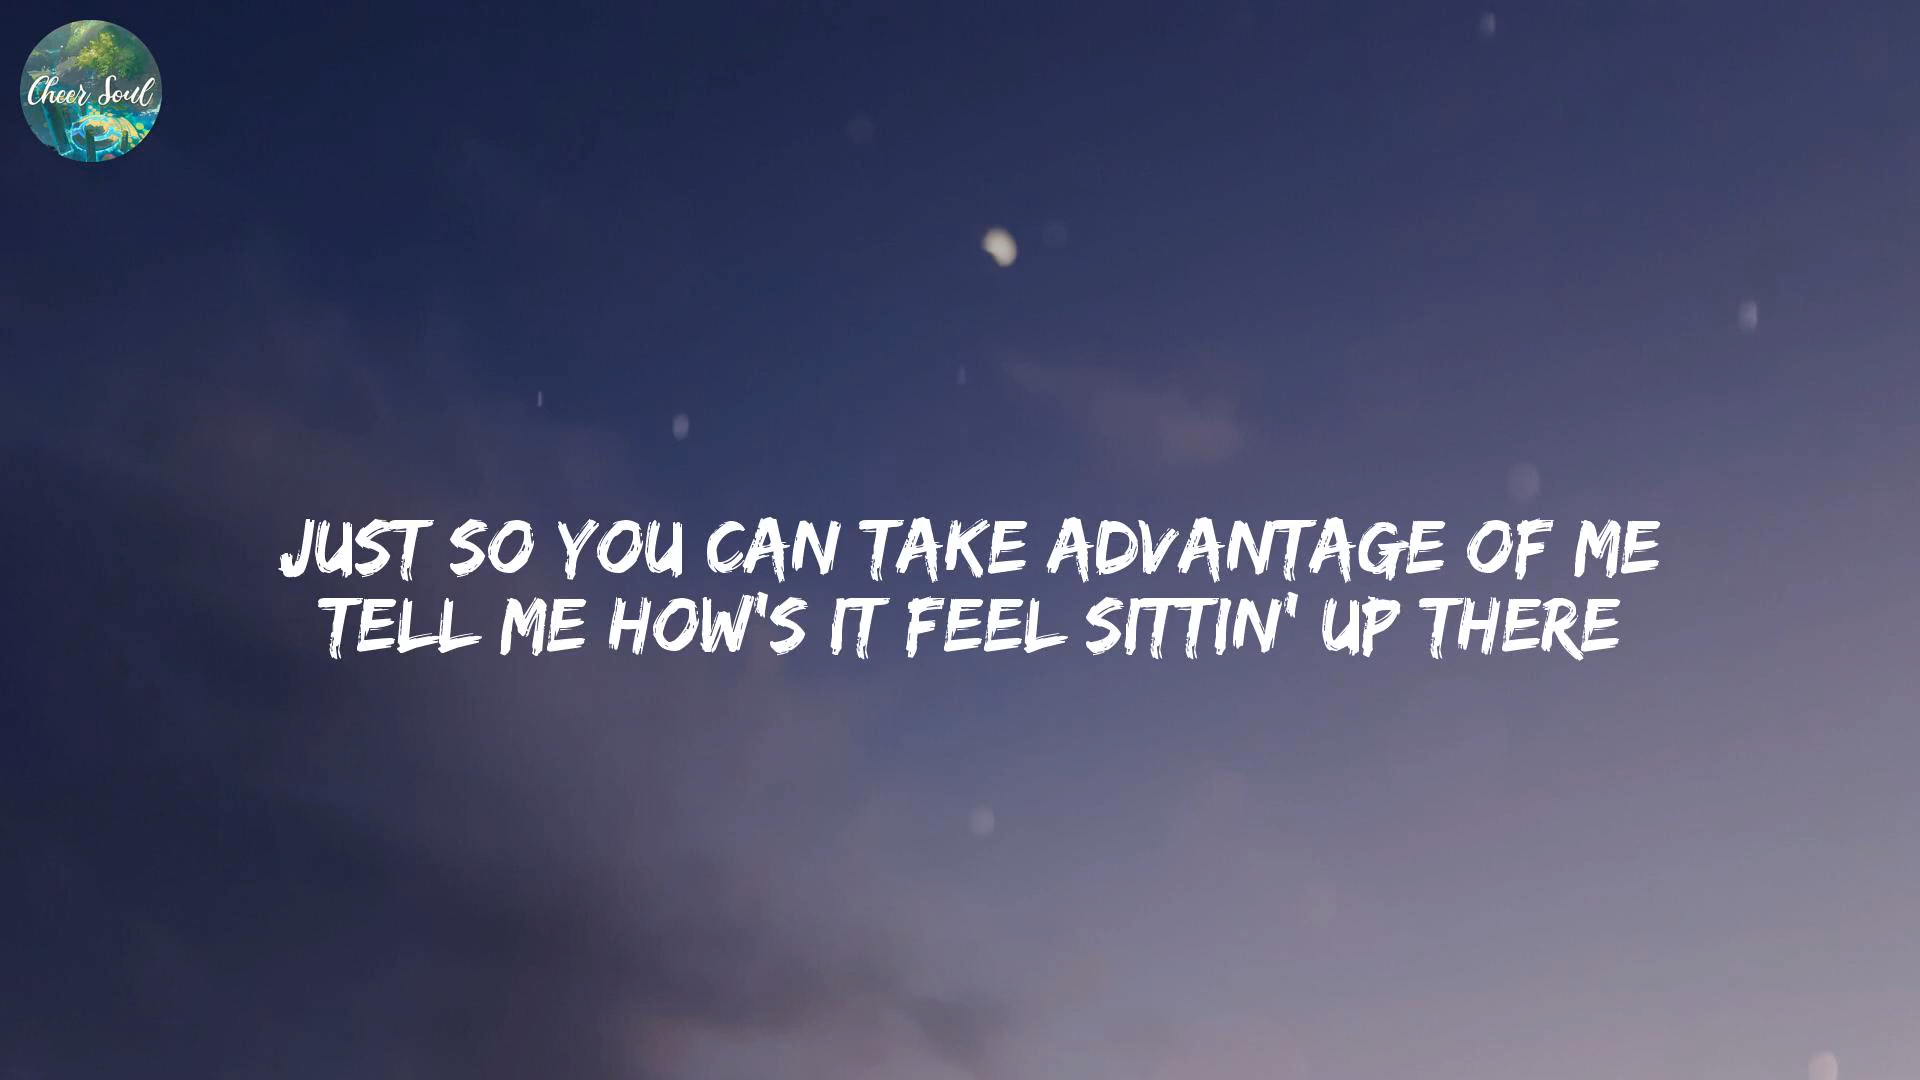 Cheer Soul
JUST SO YOU CAN TAKE ADVANTAGE OF ME
TELL ME HOW'S IT FEEL SITTIN' UP THERE